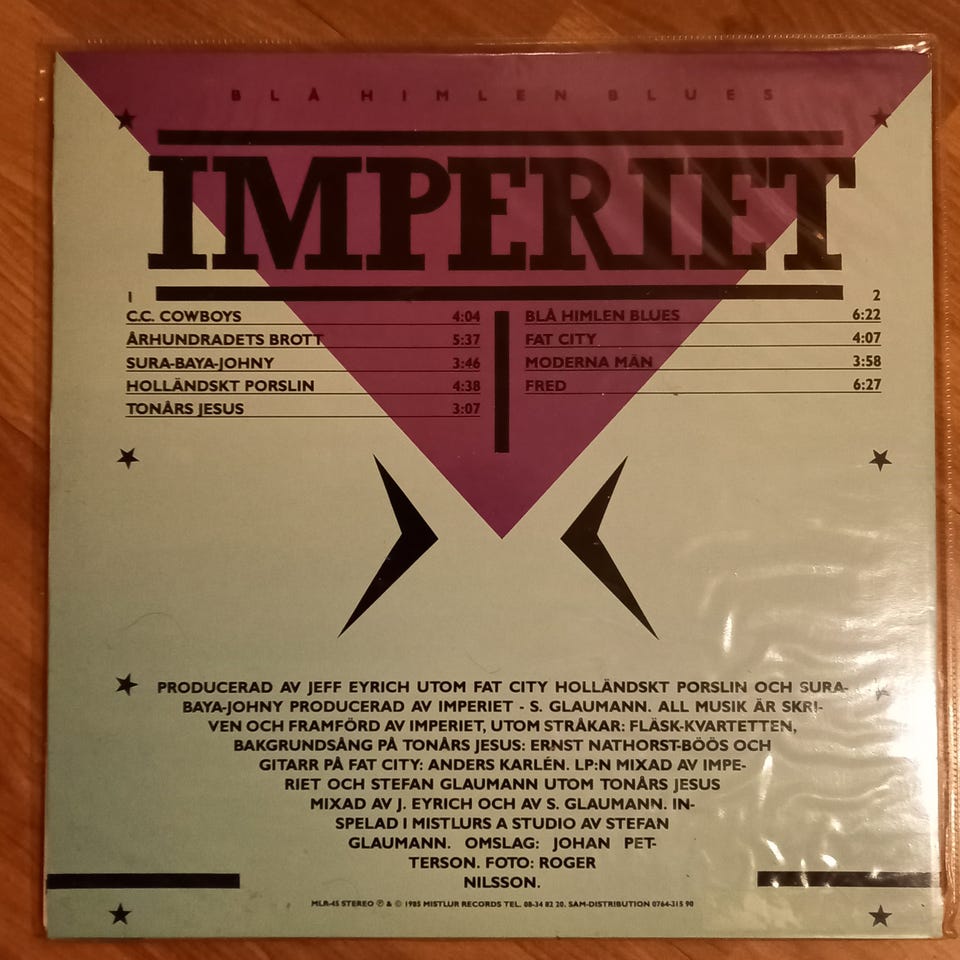 BLÅ HIMLEN BLUES
IMPERIET
1
C.C. COWBOYS 4:04
ÅRHUNDRADETS BROTT 5:37
SURA-BAYA-JOHNY 3:46
HOLLÄNDSKT PORSLIN 4:38
TONÅRS JESUS 3:07
2
BLÅ HIMLEN BLUES 6:22
FAT CITY 4:07
MODERNA MÄN 3:58
FRED 6:27
PRODUCERAD AV JEFF EYRICH UTOM FAT CITY HOLLÄNDSKT PORSLIN OCH SURA-
BAYA-JOHNY PRODUCERAD AV IMPERIET - S. GLAUMANN. ALL MUSIK ÄR SKRI-
VEN OCH FRAMFÖRD AV IMPERIET, UTOM STRÅKAR: FLÄSK-KVARTETTEN,
BAKGRUNDSÅNG PÅ TONÅRS JESUS: ERNST NATHORST-BÖÖS OCH
GITARR PÅ FAT CITY: ANDERS KARLÉN. LP:N MIXAD AV IMPE-
RIET OCH STEFAN GLAUMANN UTOM TONÅRS JESUS
MIXAD AV J. EYRICH OCH AV S. GLAUMANN. IN-
SPELAD I MISTLURS A STUDIO AV STEFAN
GLAUMANN. OMSLAG: JOHAN PET-
TERSON. FOTO: ROGER
NILSSON.
MLR-45 STEREO ℗ & © 1985 MISTLUR RECORDS TEL. 08-34 82 20. SAM-DISTRIBUTION 0764-315 90